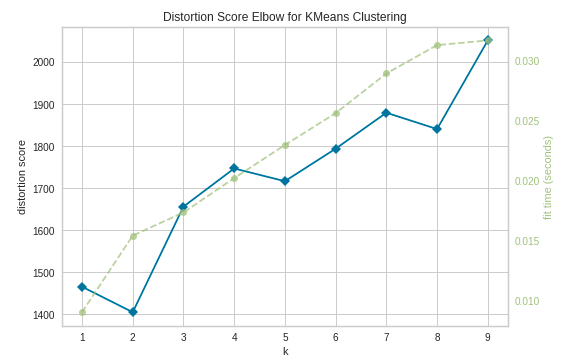 Distortion Score Elbow for KMeans Clustering
distortion score
2000
1900
1800
1700
1600
1500
1400
0.030
0.025
0.020
0.015
0.010
fit time (seconds)
1 2 3 4 5 6 7 8 9
k